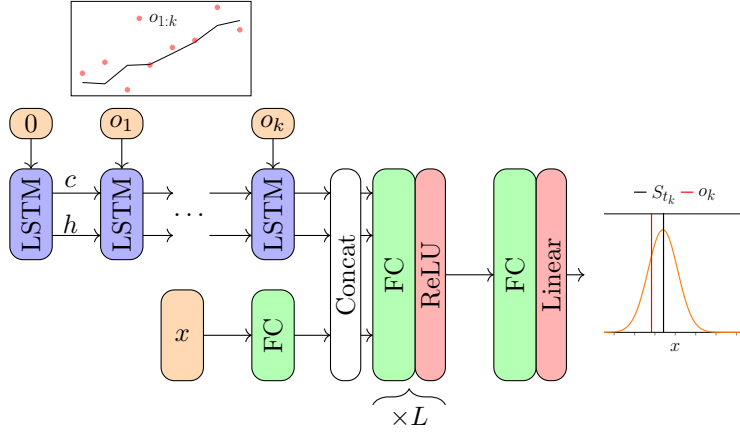 o_{1:k}
0
o_1
o_k
LSTM
c
h
LSTM
...
LSTM
x
FC
Concat
FC
ReLU
×L
FC
Linear
S_{t_k} o_k
x